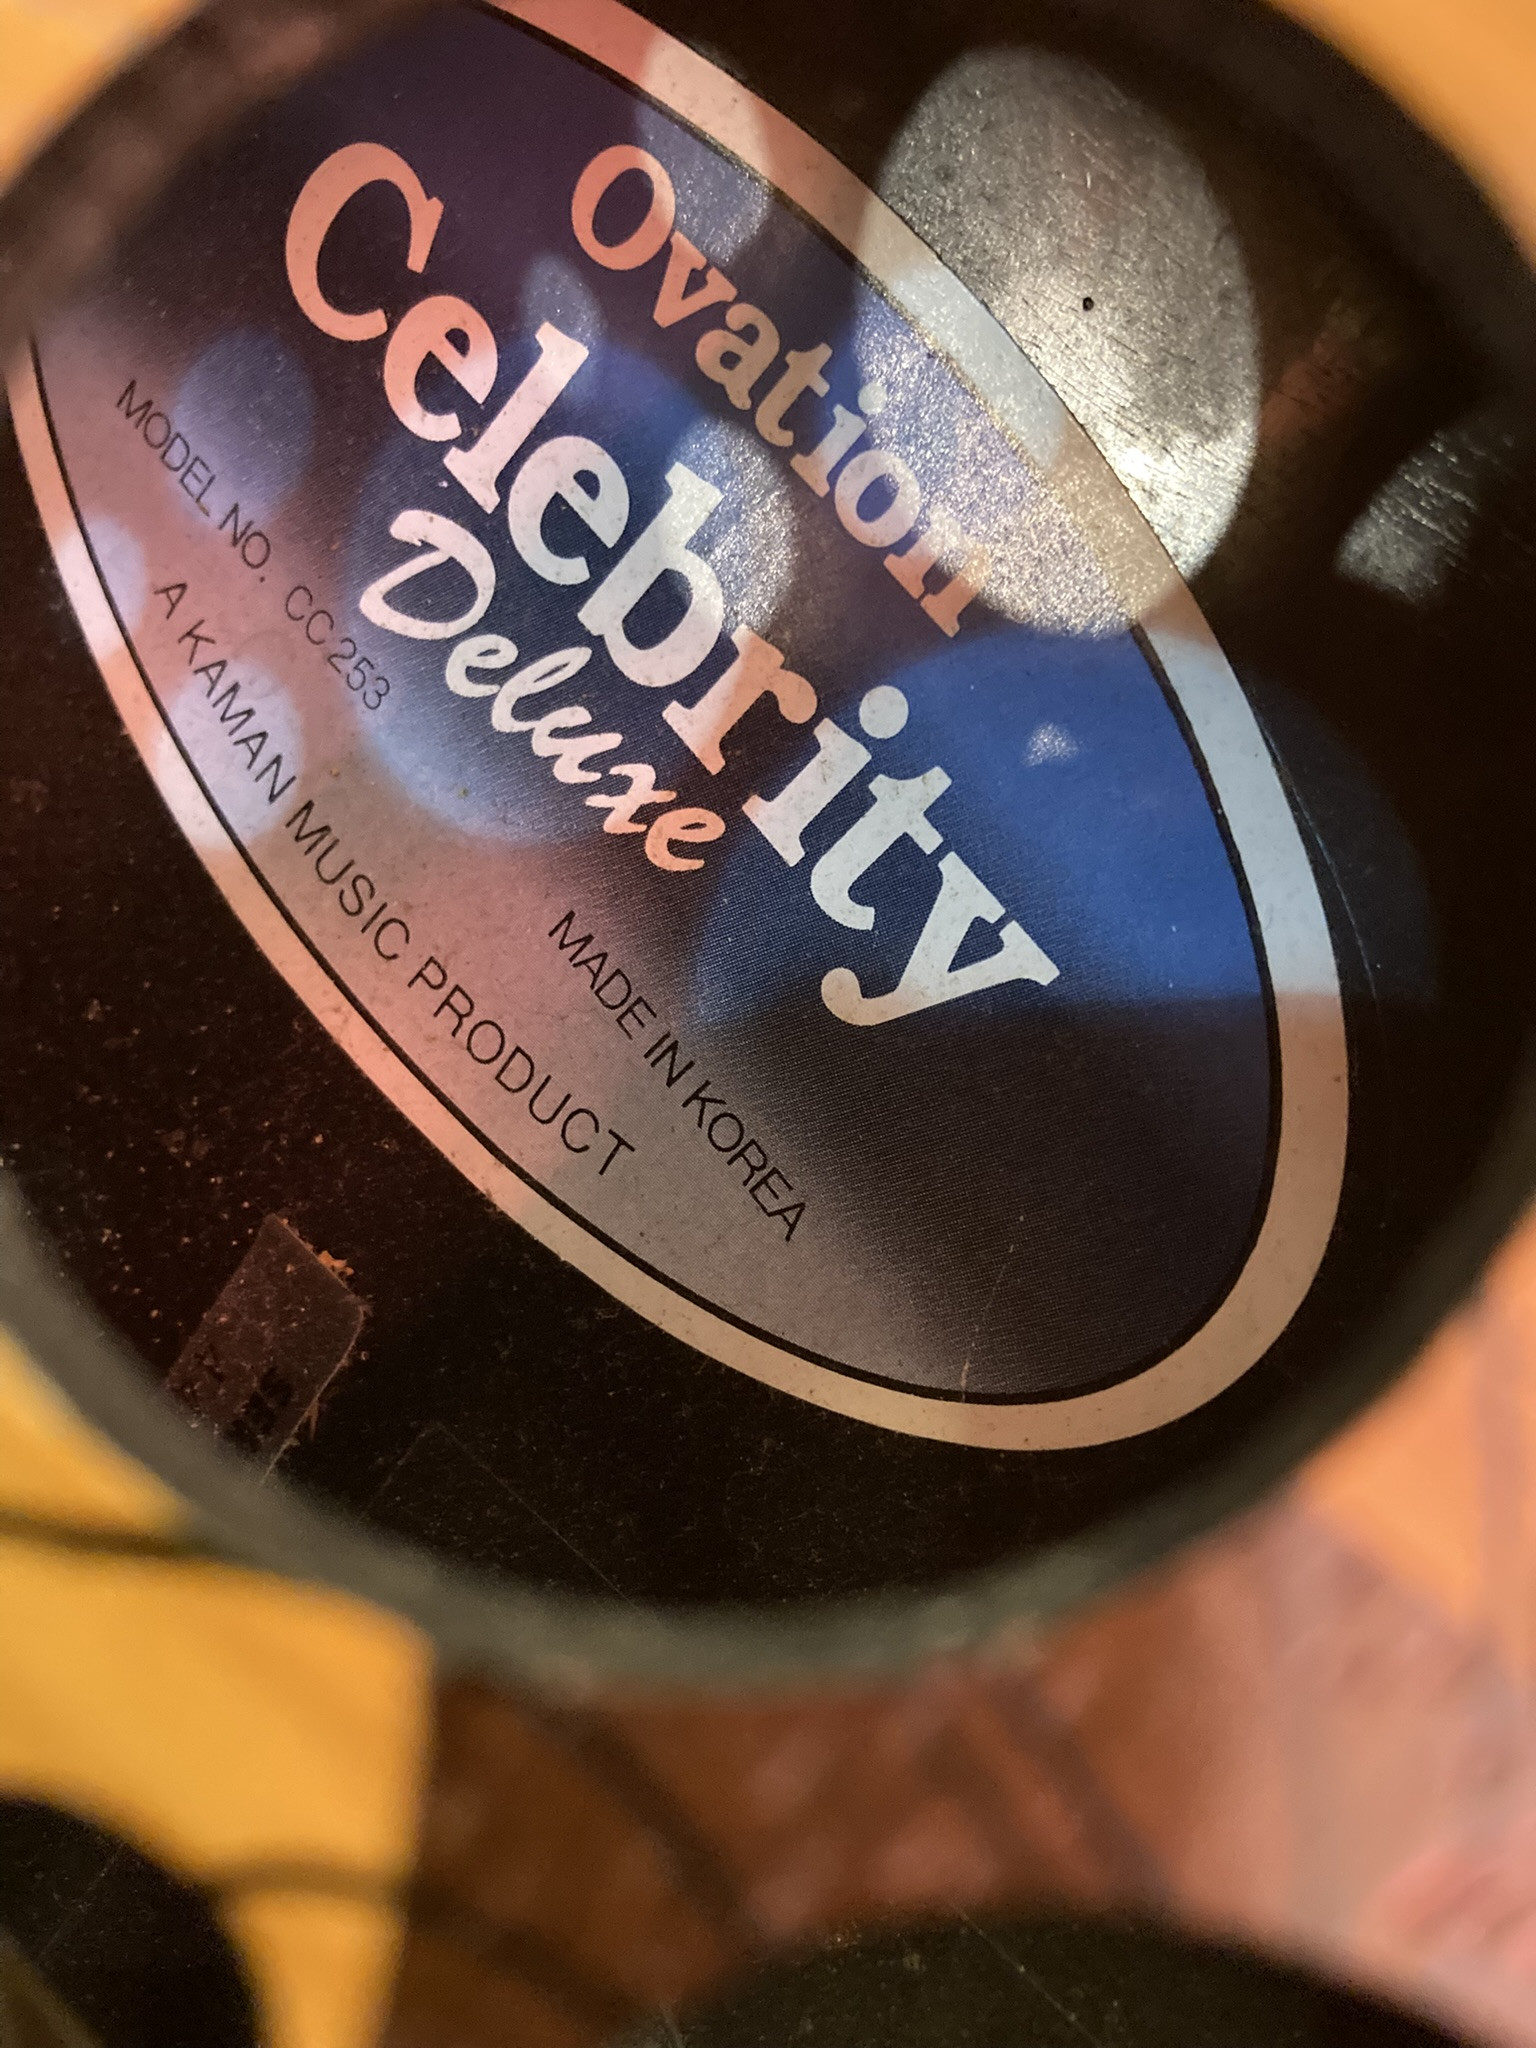 Ovation
Celebrity
Deluxe
MODEL NO. CC253
MADE IN KOREA
A KAMAN MUSIC PRODUCT